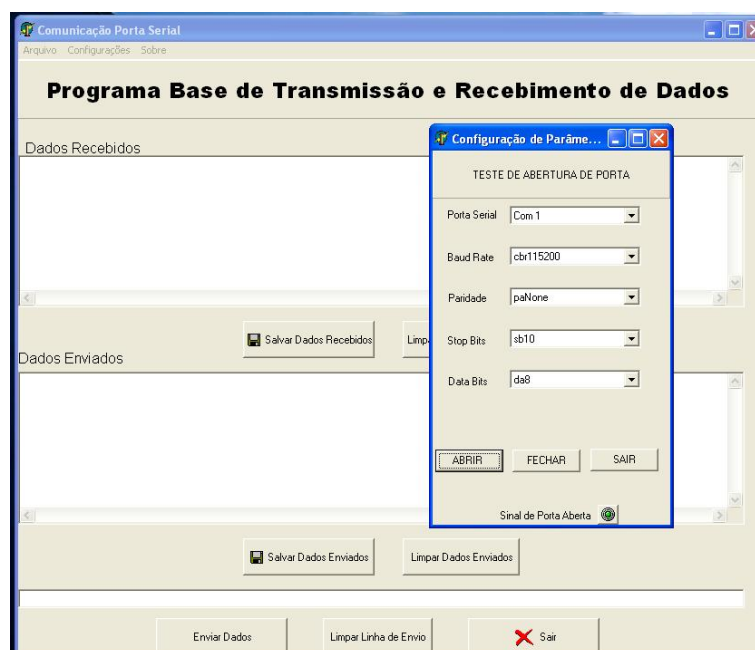 Comunicação Porta Serial
Arquivo Configurações Sobre
Programa Base de Transmissão e Recebimento de Dados
Dados Recebidos
Salvar Dados Recebidos
Limpa
Dados Enviados
Salvar Dados Enviados
Limpar Dados Enviados
Enviar Dados
Limpar Linha de Envio
Sair
Configuração de Parâme...
TESTE DE ABERTURA DE PORTA
Porta Serial Com 1
Baud Rate cbr115200
Paridade paNone
Stop Bits sb10
Data Bits da8
ABRIR FECHAR SAIR
Sinal de Porta Aberta